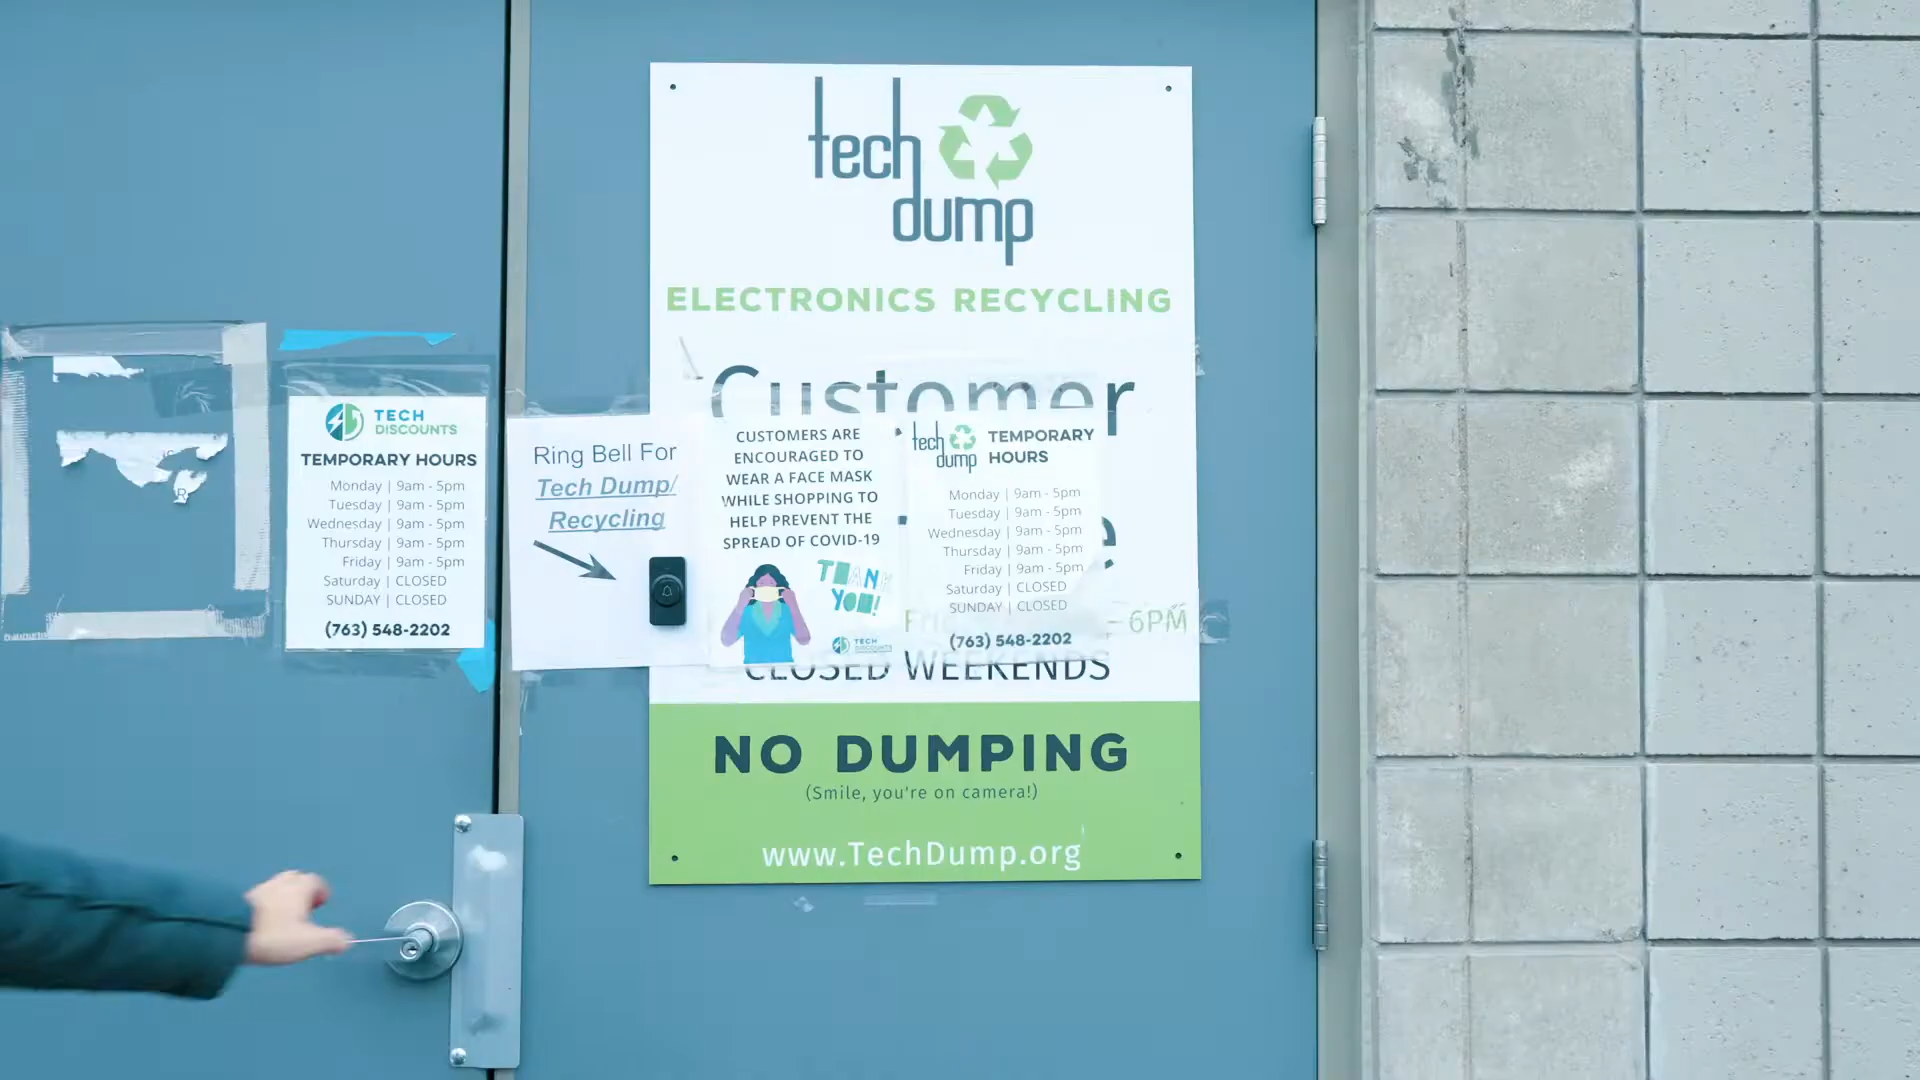 tech
dump
ELECTRONICS RECYCLING
Customer
TECH
DISCOUNTS
TEMPORARY HOURS
Monday | 9am - 5pm
Tuesday | 9am - 5pm
Wednesday | 9am - 5pm
Thursday | 9am - 5pm
Friday | 9am - 5pm
Saturday | CLOSED
SUNDAY | CLOSED
(763) 548-2202
Ring Bell For
Tech Dump/
Recycling
CUSTOMERS ARE
ENCOURAGED TO
WEAR A FACE MASK
WHILE SHOPPING TO
HELP PREVENT THE
SPREAD OF COVID-19
THANK
YOU!
TECH
DISCOUNTS
tech
dump
TEMPORARY
HOURS
Monday | 9am - 5pm
Tuesday | 9am - 5pm
Wednesday | 9am - 5pm
Thursday | 9am - 5pm
Friday | 9am - 5pm
Saturday | CLOSED
SUNDAY | CLOSED
(763) 548-2202
- 6PM
CLOSED WEEKENDS
NO DUMPING
(Smile, you're on camera!)
www.TechDump.org